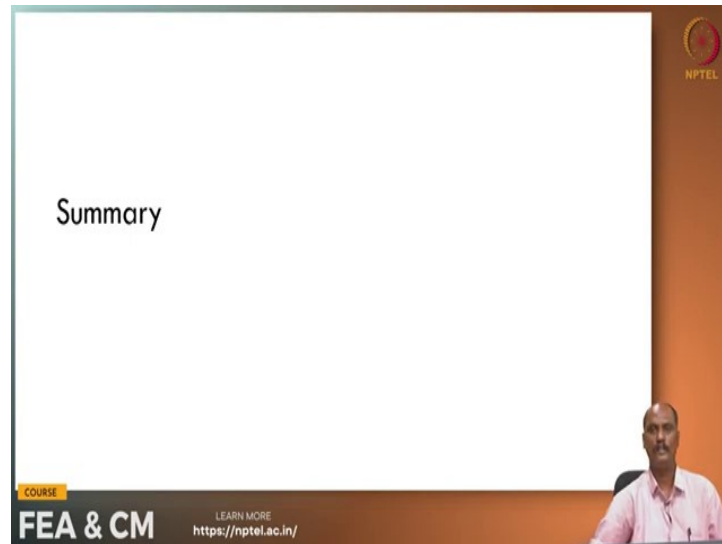 NPTEL
Summary
COURSE
FEA & CM
LEARN MORE
https://nptel.ac.in/